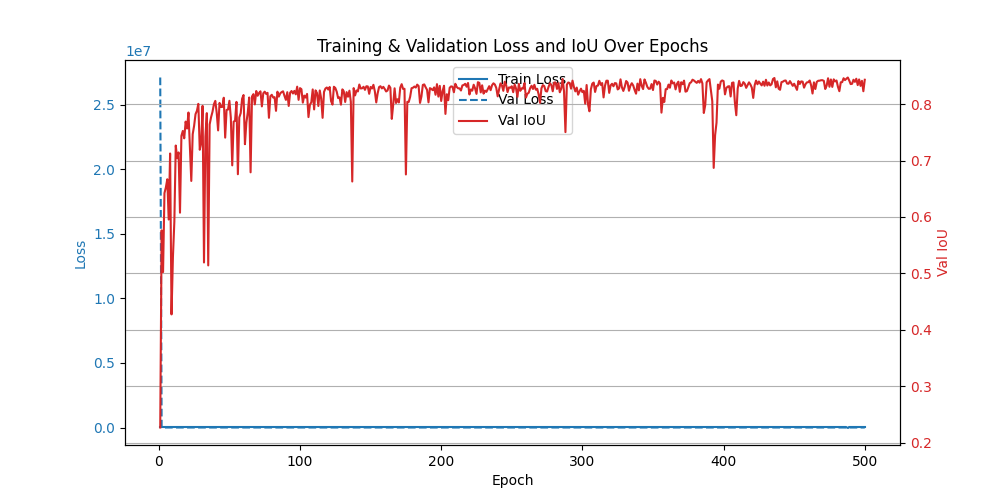 Training & Validation Loss and IoU Over Epochs
1e7
Train Loss
Val Loss
Val IoU
2.5
2.0
1.5
1.0
0.5
0.0
Loss
0.8
0.7
0.6
0.5
0.4
0.3
0.2
Val IoU
0 100 200 300 400 500
Epoch